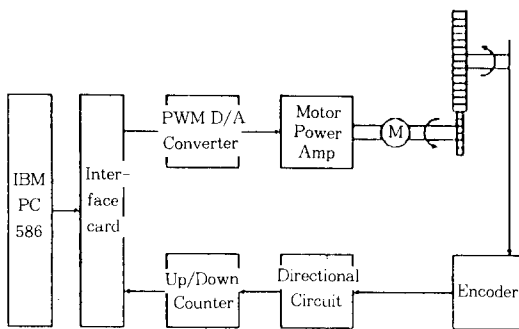 IBM
PC
586
Inter-
face
card
PWM D/A
Converter
Motor
Power
Amp
M
Up/Down
Counter
Directional
Circuit
Encoder